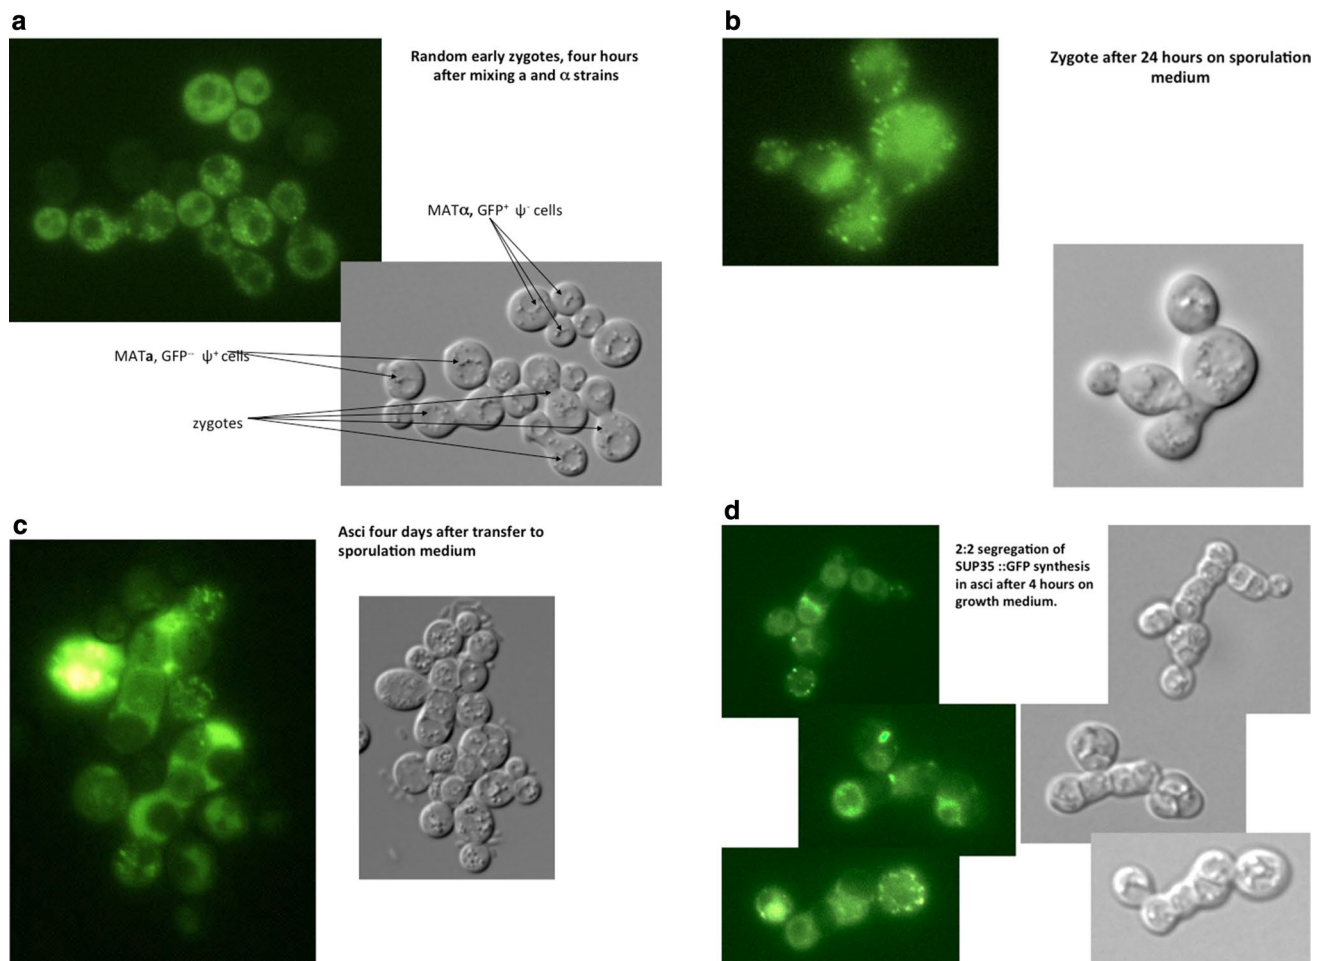 a
Random early zygotes, four hours
after mixing a and α strains
MATα, GFP⁺ ψ⁻ cells
MATa, GFP⁻⁻ ψ⁺ cells
zygotes
b
Zygote after 24 hours on sporulation
medium
c
Asci four days after transfer to
sporulation medium
d
2:2 segregation of
SUP35 ::GFP synthesis
in asci after 4 hours on
growth medium.